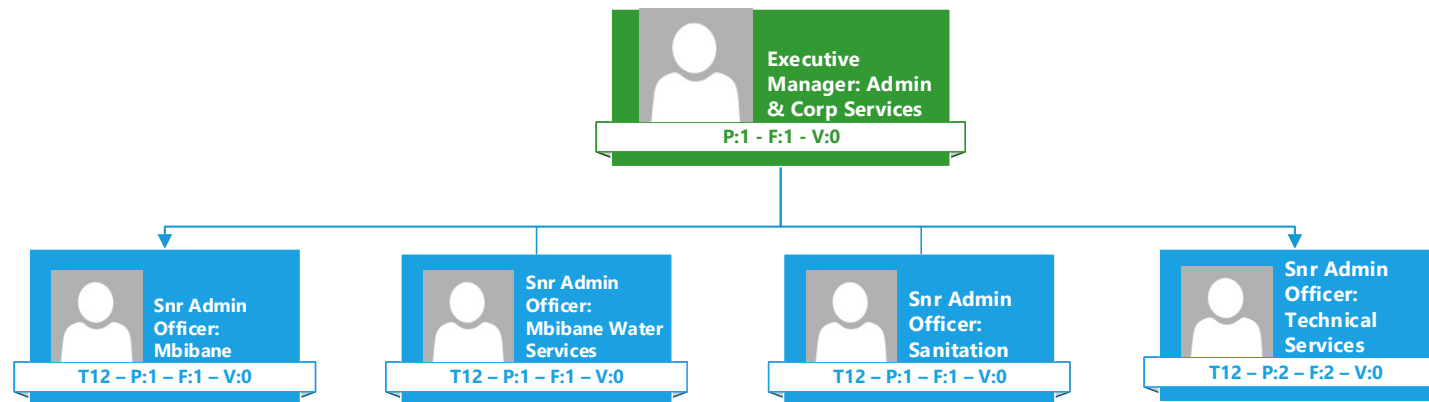 Executive
Manager: Admin
& Corp Services
P:1 - F:1 - V:0
Snr Admin
Officer:
Mbibane
T12 – P:1 – F:1 – V:0
Snr Admin
Officer:
Mbibane Water
Services
T12 – P:1 – F:1 – V:0
Snr Admin
Officer:
Sanitation
T12 – P:1 – F:1 – V:0
Snr Admin
Officer:
Technical
Services
T12 – P:2 – F:2 – V:0